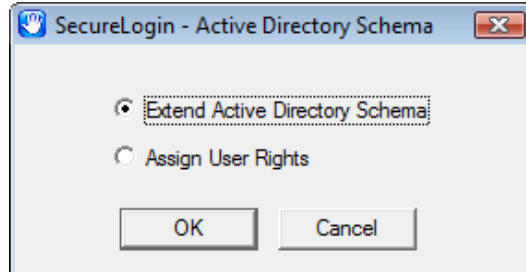 SecureLogin - Active Directory Schema
Extend Active Directory Schema
Assign User Rights
OK Cancel